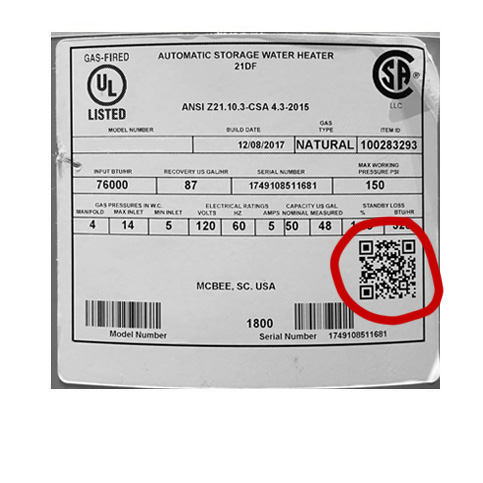 GAS-FIRED
UL
LISTED
AUTOMATIC STORAGE WATER HEATER
21DF
SA
LLC
ANSI Z21.10.3-CSA 4.3-2015
MODEL NUMBER BUILD DATE GAS TYPE ITEM ID
12/08/2017 NATURAL 100283293
INPUT BTU/HR RECOVERY US GAL/HR SERIAL NUMBER MAX WORKING PRESSURE PSI
76000 87 1749108511681 150
GAS PRESSURES IN W.C. ELECTRICAL RATINGS CAPACITY US GAL STANDBY LOSS
MANIFOLD MAX INLET MIN INLET VOLTS HZ AMPS NOMINAL MEASURED % BTU/HR
4 14 5 120 60 5 50 48
MCBEE, SC. USA
1800
Model Number Serial Number 1749108511681